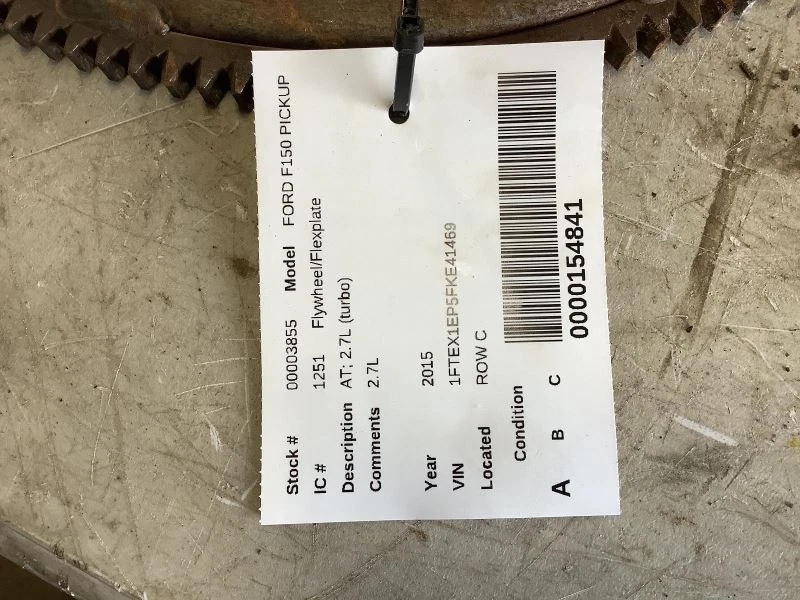 Stock # 00003855 Model FORD F150 PICKUP
IC # 1251 Flywheel/Flexplate
Description AT; 2.7L (turbo)
Comments 2.7L
Year 2015
VIN 1FTEX1EP5FKE41469
Located ROW C
Condition
A B C
0000154841